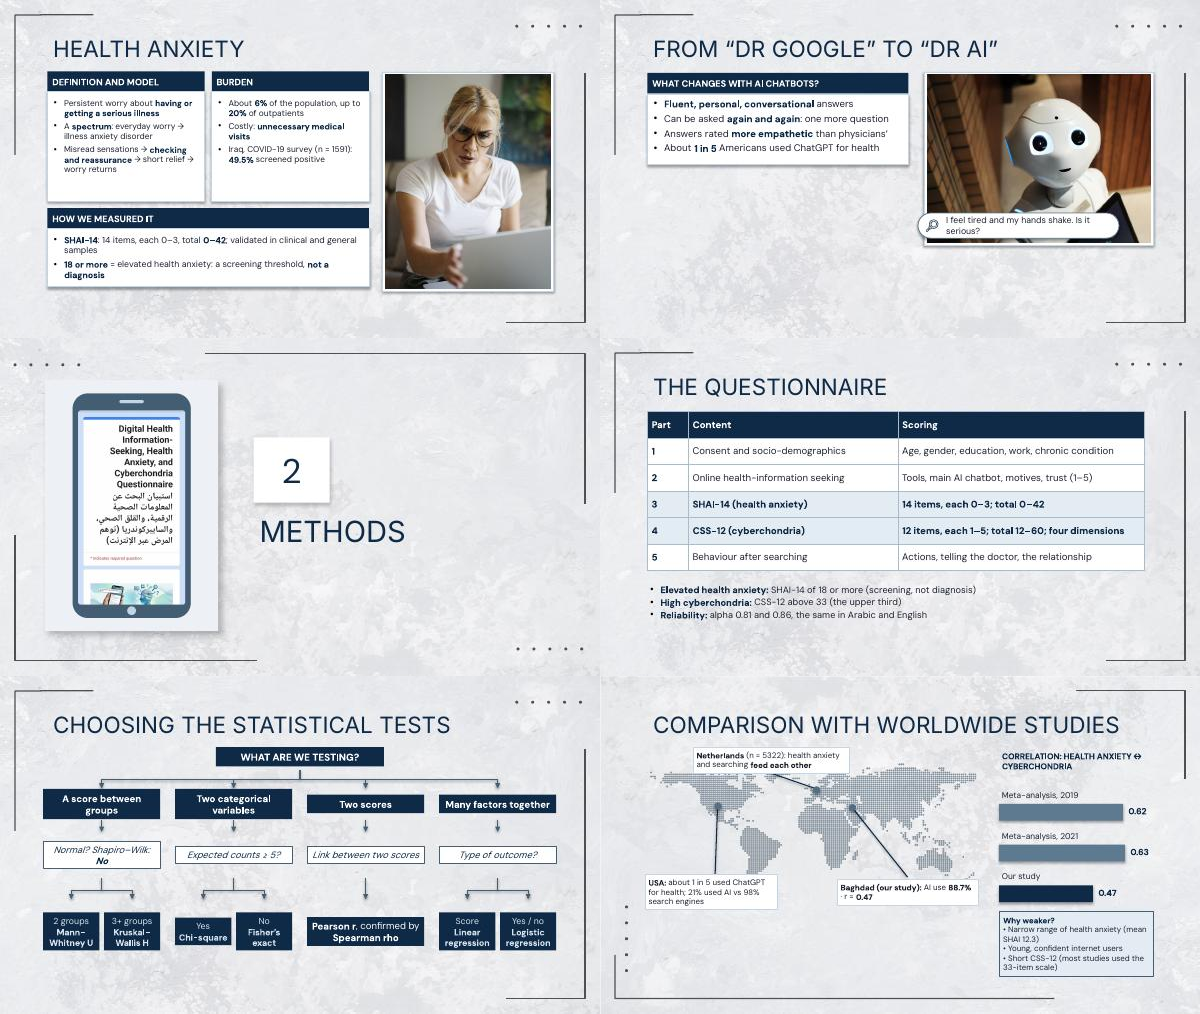 HEALTH ANXIETY
DEFINITION AND MODEL
• Persistent worry about having or
getting a serious illness
• A spectrum: everyday worry →
illness anxiety disorder
• Misread sensations → checking
and reassurance → short relief →
worry returns
BURDEN
• About 6% of the population, up to
20% of outpatients
• Costly: unnecessary medical
visits
• Iraq, COVID-19 survey (n = 1591):
49.5% screened positive
HOW WE MEASURED IT
• SHAI-14: 14 items, each 0–3, total 0–42; validated in clinical and general
samples
• 18 or more = elevated health anxiety: a screening threshold, not a
diagnosis
FROM “DR GOOGLE” TO “DR AI”
WHAT CHANGES WITH AI CHATBOTS?
• Fluent, personal, conversational answers
• Can be asked again and again: one more question
• Answers rated more empathetic than physicians’
• About 1 in 5 Americans used ChatGPT for health
I feel tired and my hands shake. Is it
serious?
Digital Health
Information-
Seeking, Health
Anxiety, and
Cyberchondria
Questionnaire
استبيان البحث عن
المعلومات الصحية
الرقمية، والقلق الصحي،
والسايبركوندريا (توهم
المرض عبر الإنترنت)
* Indicates required question
2
METHODS
THE QUESTIONNAIRE
Part Content Scoring
1 Consent and socio-demographics Age, gender, education, work, chronic condition
2 Online health-information seeking Tools, main AI chatbot, motives, trust (1–5)
3 SHAI-14 (health anxiety) 14 items, each 0–3; total 0–42
4 CSS-12 (cyberchondria) 12 items, each 1–5; total 12–60; four dimensions
5 Behaviour after searching Actions, telling the doctor, the relationship
• Elevated health anxiety: SHAI-14 of 18 or more (screening, not diagnosis)
• High cyberchondria: CSS-12 above 33 (the upper third)
• Reliability: alpha 0.81 and 0.86, the same in Arabic and English
CHOOSING THE STATISTICAL TESTS
WHAT ARE WE TESTING?
A score between
groups
Two categorical
variables
Two scores
Many factors together
Normal? Shapiro–Wilk:
No
Expected counts ≥ 5?
Link between two scores
Type of outcome?
2 groups
Mann–
Whitney U
3+ groups
Kruskal–
Wallis H
Yes
Chi-square
No
Fisher’s
exact
Pearson r, confirmed by
Spearman rho
Score
Linear
regression
Yes / no
Logistic
regression
COMPARISON WITH WORLDWIDE STUDIES
Netherlands (n = 5322): health anxiety
and searching feed each other
USA: about 1 in 5 used ChatGPT
for health; 21% used AI vs 98%
search engines
Baghdad (our study): AI use 88.7%
· r = 0.47
CORRELATION: HEALTH ANXIETY ↔
CYBERCHONDRIA
Meta-analysis, 2019
0.62
Meta-analysis, 2021
0.63
Our study
0.47
Why weaker?
• Narrow range of health anxiety (mean
SHAI 12.3)
• Young, confident internet users
• Short CSS-12 (most studies used the
33-item scale)